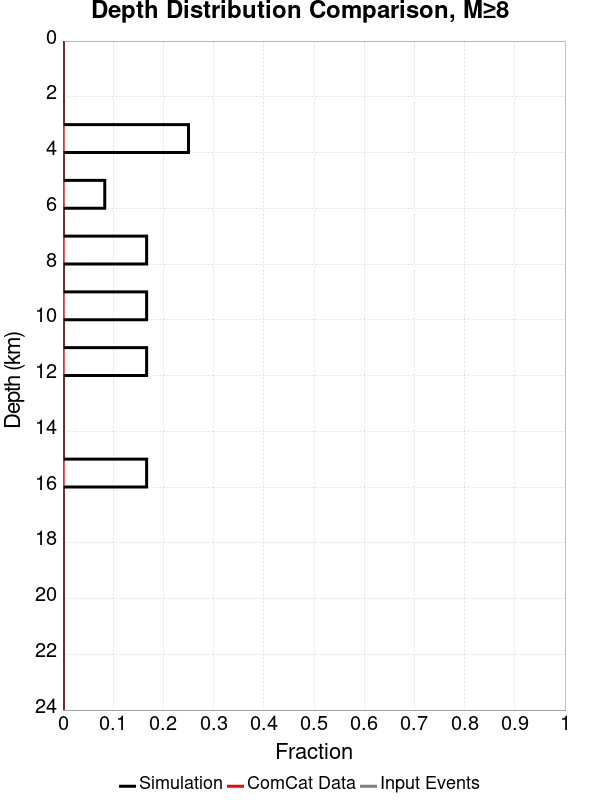 Depth Distribution Comparison, M≥8
0
2
4
6
8
10
12
14
16
18
20
22
24
Depth (km)
0 0.1 0.2 0.3 0.4 0.5 0.6 0.7 0.8 0.9 1
Fraction
Simulation ComCat Data Input Events